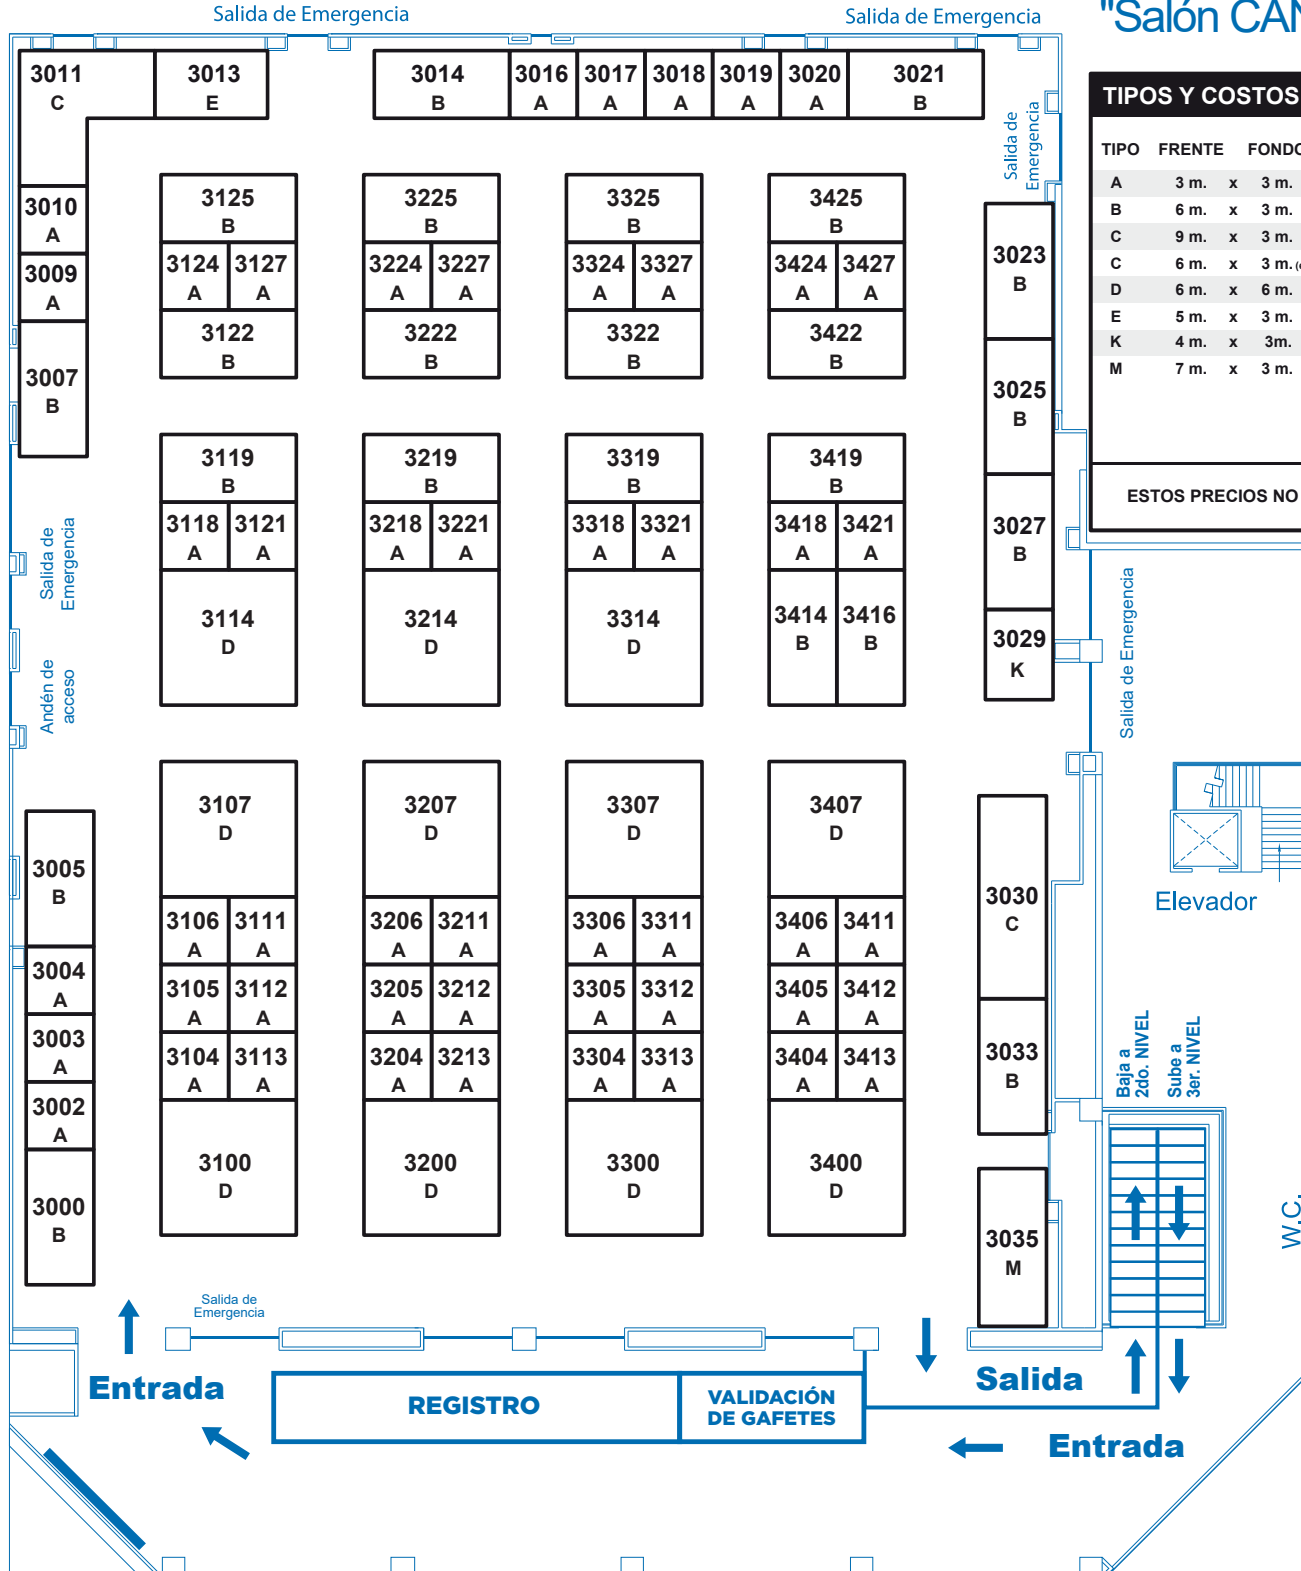 Salida de Emergencia
Salida de Emergencia
"Salón CAN
3011
C
3013
E
3014
B
3016
A
3017
A
3018
A
3019
A
3020
A
3021
B
Salida de
Emergencia
TIPOS Y COSTOS
TIPO FRENTE FONDO
A 3 m. x 3 m.
B 6 m. x 3 m.
C 9 m. x 3 m.
C 6 m. x 3 m.
D 6 m. x 6 m.
E 5 m. x 3 m.
K 4 m. x 3m.
M 7 m. x 3 m.
ESTOS PRECIOS NO
3010
A
3009
A
3007
B
3125
B
3124
A
3127
A
3122
B
3225
B
3224
A
3227
A
3222
B
3325
B
3324
A
3327
A
3322
B
3425
B
3424
A
3427
A
3422
B
3023
B
3025
B
3027
B
3029
K
Salida de
Emergencia
Andén de
acceso
3119
B
3118
A
3121
A
3114
D
3219
B
3218
A
3221
A
3214
D
3319
B
3318
A
3321
A
3314
D
3419
B
3418
A
3421
A
3414
B
3416
B
Salida de Emergencia
Elevador
3005
B
3004
A
3003
A
3002
A
3000
B
3107
D
3106
A
3111
A
3105
A
3112
A
3104
A
3113
A
3100
D
3207
D
3206
A
3211
A
3205
A
3212
A
3204
A
3213
A
3200
D
3307
D
3306
A
3311
A
3305
A
3312
A
3304
A
3313
A
3300
D
3407
D
3406
A
3411
A
3405
A
3412
A
3404
A
3413
A
3400
D
3030
C
3033
B
3035
M
Baja a
2do. NIVEL
Sube a
3er. NIVEL
W.C.
Salida de
Emergencia
Entrada
REGISTRO
VALIDACIÓN
DE GAFETES
Salida
Entrada